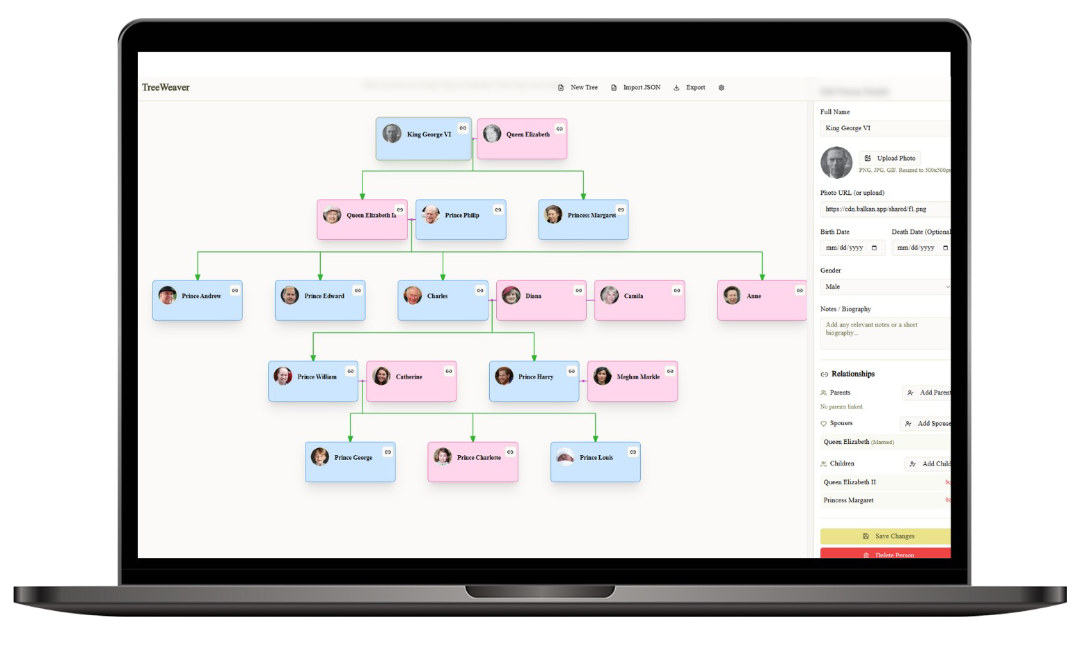 TreeWeaver
New Tree
Import JSON
Export
King George VI
Queen Elizabeth
Queen Elizabeth II
Prince Philip
Princess Margaret
Prince Andrew
Prince Edward
Charles
Diana
Camila
Anne
Prince William
Catherine
Prince Harry
Meghan Markle
Prince George
Prince Charlotte
Prince Louis
Full Name
King George VI
Upload Photo
PNG, JPG, GIF. Resized to 500x500p
Photo URL (or upload)
https://cdn.balkan.app/shared/f1.png
Birth Date
Death Date (Optional
mm/dd/yyyy
mm/dd/yyyy
Gender
Male
Notes / Biography
Add any relevant notes or a short
biography...
Relationships
Parents
Add Parent
No parents linked.
Spouses
Add Spouse
Queen Elizabeth (Married)
Children
Add Child
Queen Elizabeth II
Princess Margaret
Save Changes
Delete Person